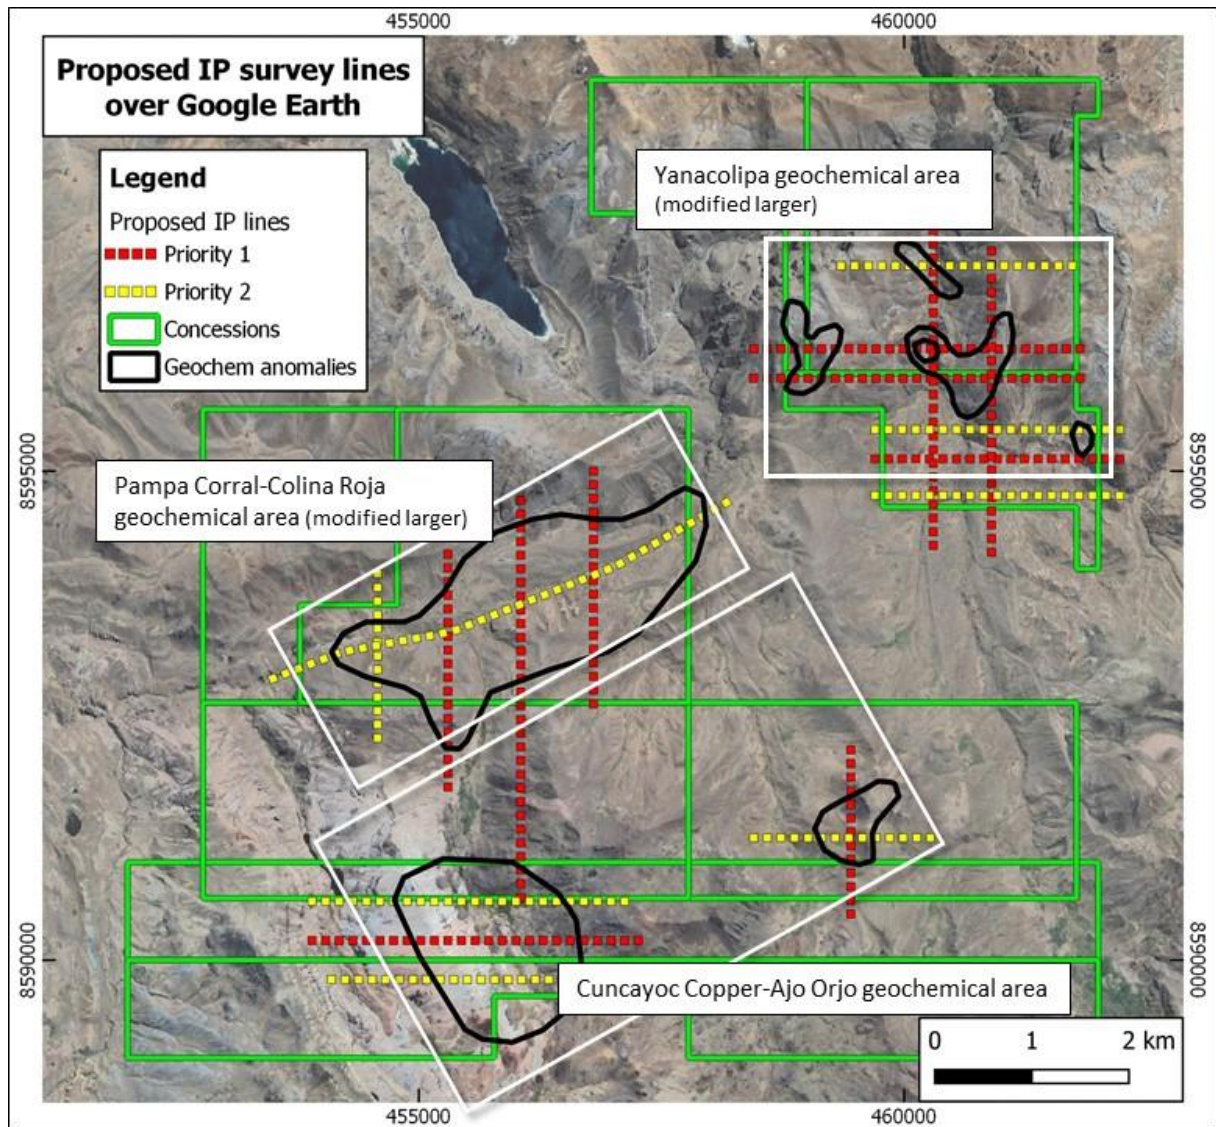 455000
460000
Proposed IP survey lines
over Google Earth
Legend
Proposed IP lines
Priority 1
Priority 2
Concessions
Geochem anomalies
Yanacolipa geochemical area
(modified larger)
8595000
8595000
Pampa Corral-Colina Roja
geochemical area (modified larger)
8590000
8590000
Cuncayoc Copper-Ajo Orjo geochemical area
0 1 2 km
455000
460000